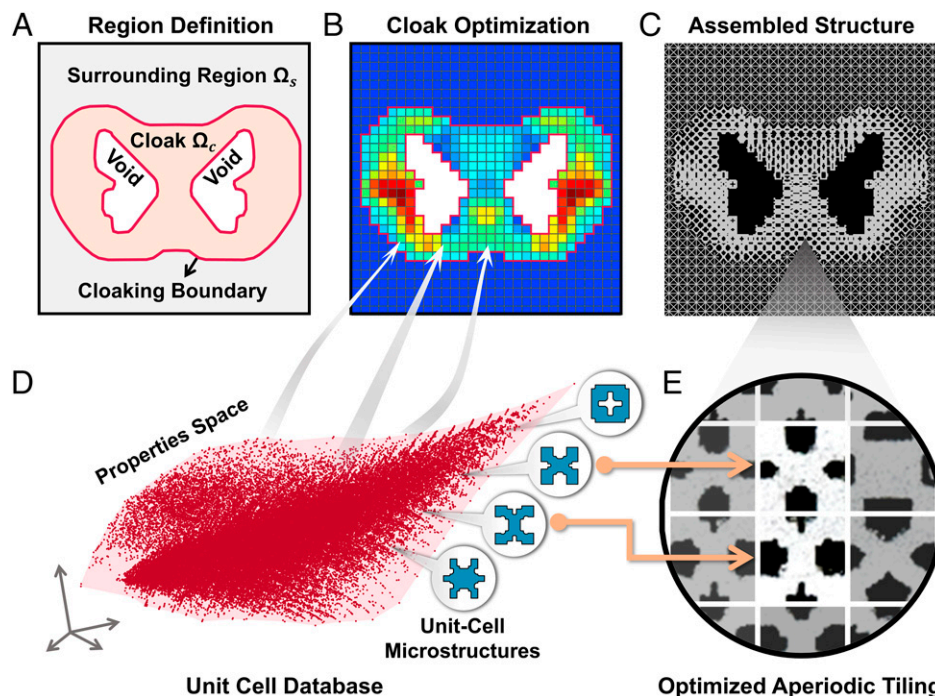 A Region Definition
Surrounding Region Ωs
Cloak Ωc
Void
Void
Cloaking Boundary
B Cloak Optimization
C Assembled Structure
D
Properties Space
Unit-Cell
Microstructures
Unit Cell Database
E
Optimized Aperiodic Tiling